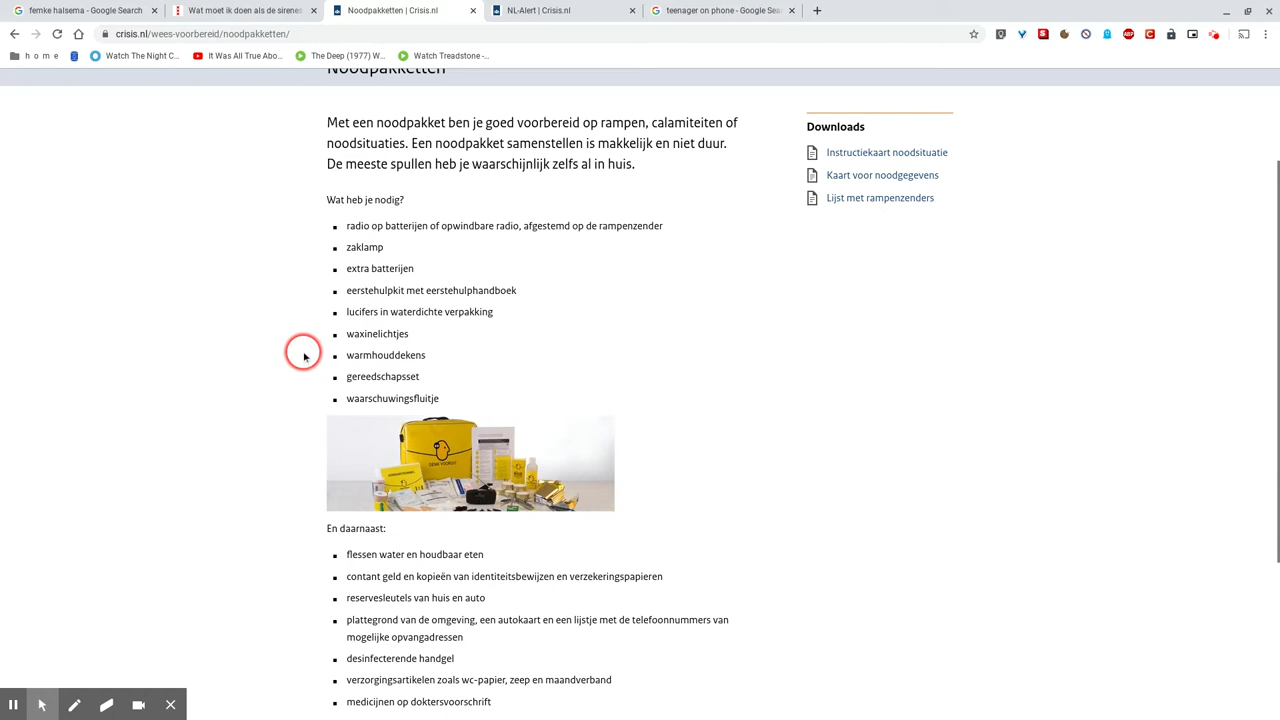 femke halsema - Google Search
Wat moet ik doen als de sirenes
Noodpakketten | Crisis.nl
NL-Alert | Crisis.nl
teenager on phone - Google Sea
crisis.nl/wees-voorbereid/noodpakketten/
h o m e
Watch The Night C...
It Was All True Abo...
The Deep (1977) W...
Watch Treadstone -...
Noodpakketten
Met een noodpakket ben je goed voorbereid op rampen, calamiteiten of
noodsituaties. Een noodpakket samenstellen is makkelijk en niet duur.
De meeste spullen heb je waarschijnlijk zelfs al in huis.
Wat heb je nodig?
radio op batterijen of opwindbare radio, afgestemd op de rampenzender
zaklamp
extra batterijen
eerstehulpkit met eerstehulphandboek
lucifers in waterdichte verpakking
waxinelichtjes
warmhouddekens
gereedschapsset
waarschuwingsfluitje
DENK VOORUIT
En daarnaast:
flessen water en houdbaar eten
contant geld en kopieën van identiteitsbewijzen en verzekeringspapieren
reservesleutels van huis en auto
plattegrond van de omgeving, een autokaart en een lijstje met de telefoonnummers van
mogelijke opvangadressen
desinfecterende handgel
verzorgingsartikelen zoals wc-papier, zeep en maandverband
medicijnen op doktersvoorschrift
Downloads
Instructiekaart noodsituatie
Kaart voor noodgegevens
Lijst met rampenzenders